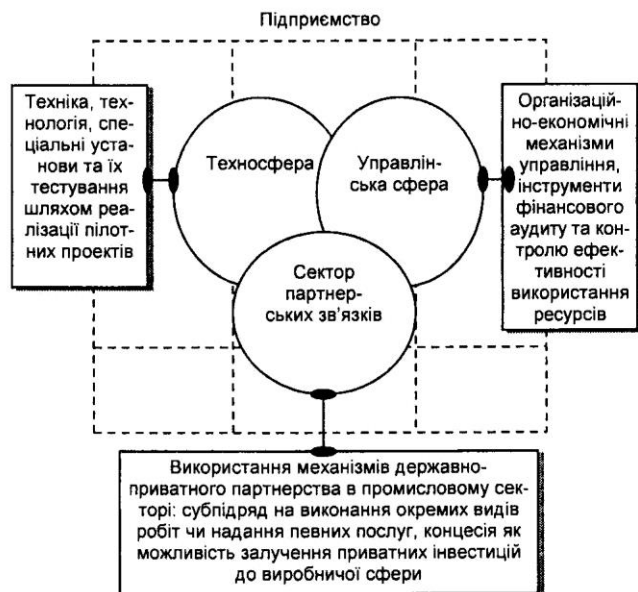 Підприємство
Техніка, тех-
нологія, спе-
ціальні уста-
нови та їх
тестування
шляхом реа-
лізації пілот-
них проектів
Техносфера
Управлін-
ська сфера
Сектор
партнер-
ських зв’язків
Організацій-
но-економічні
механізми
управління,
інструменти
фінансового
аудиту та кон-
тролю ефек-
тивності
використання
ресурсів
Використання механізмів державно-
приватного партнерства в промисловому сек-
торі: субпідряд на виконання окремих видів
робіт чи надання певних послуг, концесія як
можливість залучення приватних інвестицій
до виробничої сфери